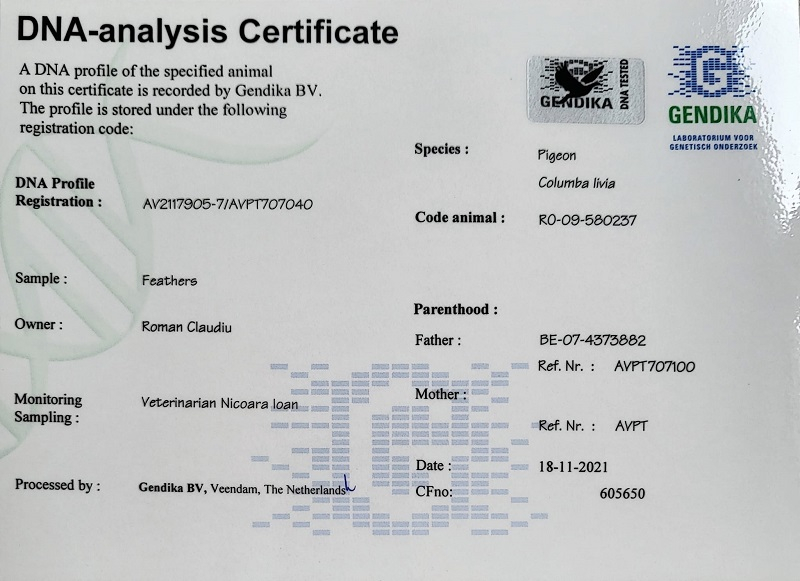 DNA-analysis Certificate
A DNA profile of the specified animal
on this certificate is recorded by Gendika BV.
The profile is stored under the following
registration code:
GENDIKA
DNA TESTED
GENDIKA
LABORATORIUM VOOR
GENETISCH ONDERZOEK
DNA Profile
Registration : AV2117905-7/AVPT707040
Sample : Feathers
Owner : Roman Claudiu
Monitoring
Sampling : Veterinarian Nicoara Ioan
Processed by : Gendika BV, Veendam, The Netherlands
Species : Pigeon
Columba livia
Code animal : RO-09-580237
Parenthood :
Father : BE-07-4373882
Ref. Nr. : AVPT707100
Mother :
Ref. Nr. : AVPT
Date : 18-11-2021
CFno: 605650